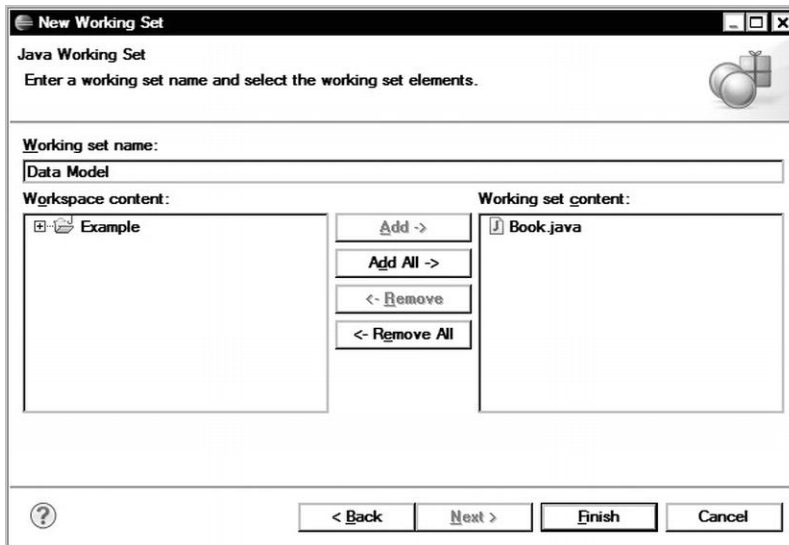 New Working Set
Java Working Set
Enter a working set name and select the working set elements.
Working set name:
Data Model
Workspace content:
Working set content:
Example
Add ->
Book.java
Add All ->
<- Remove
<- Remove All
< Back
Next >
Finish
Cancel